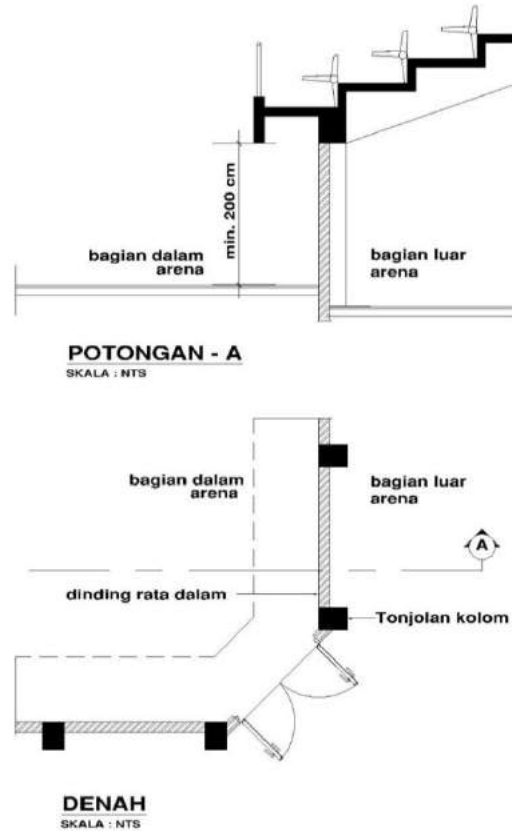 min. 200 cm
bagian dalam
arena
bagian luar
arena
POTONGAN - A
SKALA : NTS
bagian dalam
arena
bagian luar
arena
A
dinding rata dalam
Tonjolan kolom
DENAH
SKALA : NTS